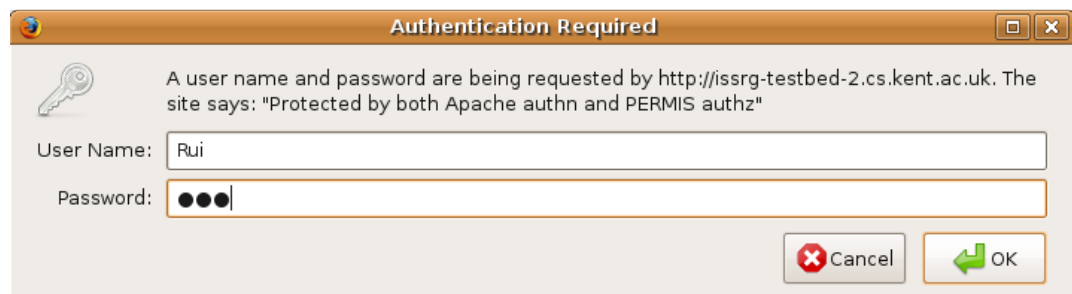 Authentication Required
A user name and password are being requested by http://issrg-testbed-2.cs.kent.ac.uk. The
site says: "Protected by both Apache authn and PERMIS authz"
User Name: Rui
Password: ●●●
Cancel OK